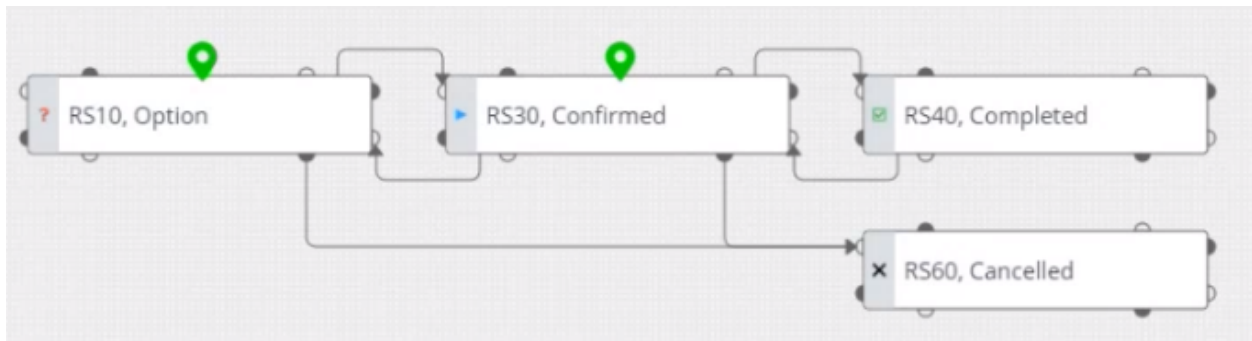 ? RS10, Option
RS30, Confirmed
RS40, Completed
RS60, Cancelled